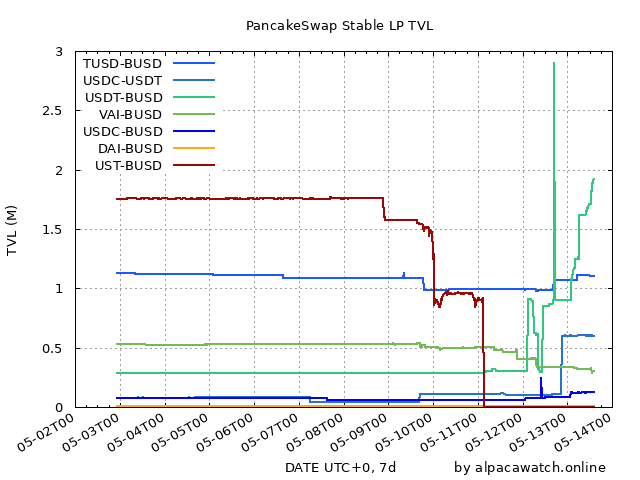 PancakeSwap Stable LP TVL
3
2.5
2
1.5
1
0.5
0
TVL (M)
TUSD-BUSD
USDC-USDT
USDT-BUSD
VAI-BUSD
USDC-BUSD
DAI-BUSD
UST-BUSD
05-02T00
05-03T00
05-04T00
05-05T00
05-06T00
05-07T00
05-08T00
05-09T00
05-10T00
05-11T00
05-12T00
05-13T00
05-14T00
DATE UTC+0, 7d
by alpacawatch.online